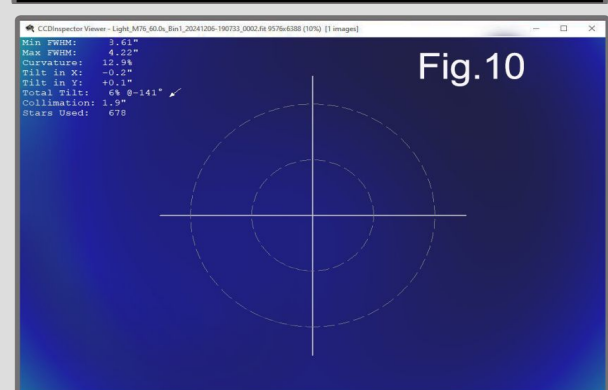 CCDInspector Viewer - Light_M76_60.0s_Bin1_20241206-190733_0002.fit 9576x6388 (10%) [1 images]
Min FWHM: 3.61"
Max FWHM: 4.22"
Curvature: 12.9%
Tilt in X: -0.2"
Tilt in Y: +0.1"
Total Tilt: 6% @-141°
Collimation: 1.9"
Stars Used: 678
Fig.10